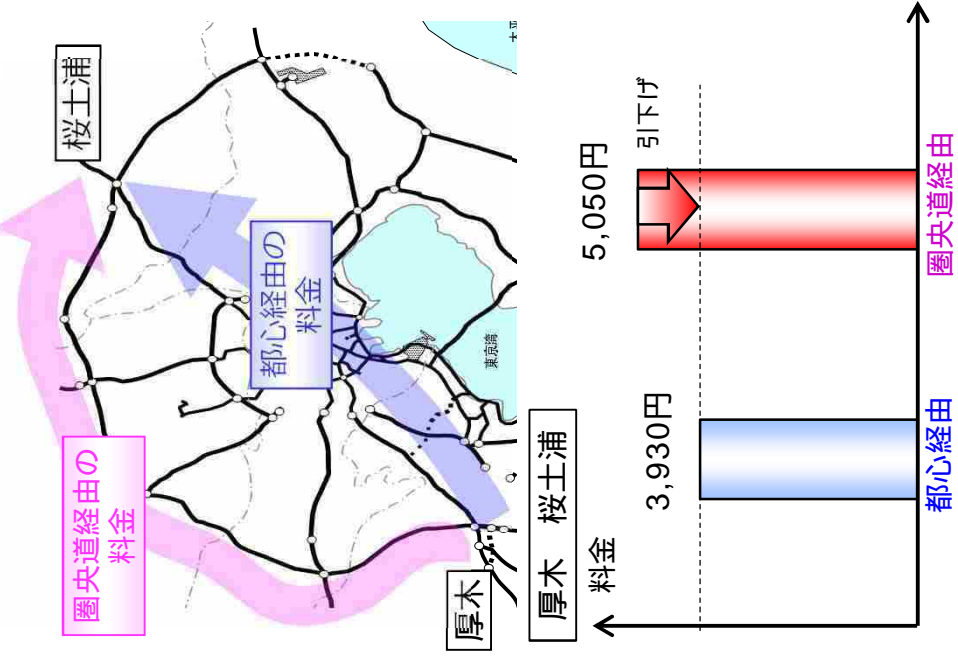 桜土浦
都心経由の
料金
圏央道経由の
料金
東京湾
厚木
厚木 桜土浦
料金
5,050円
引下げ
3,930円
都心経由
圏央道経由